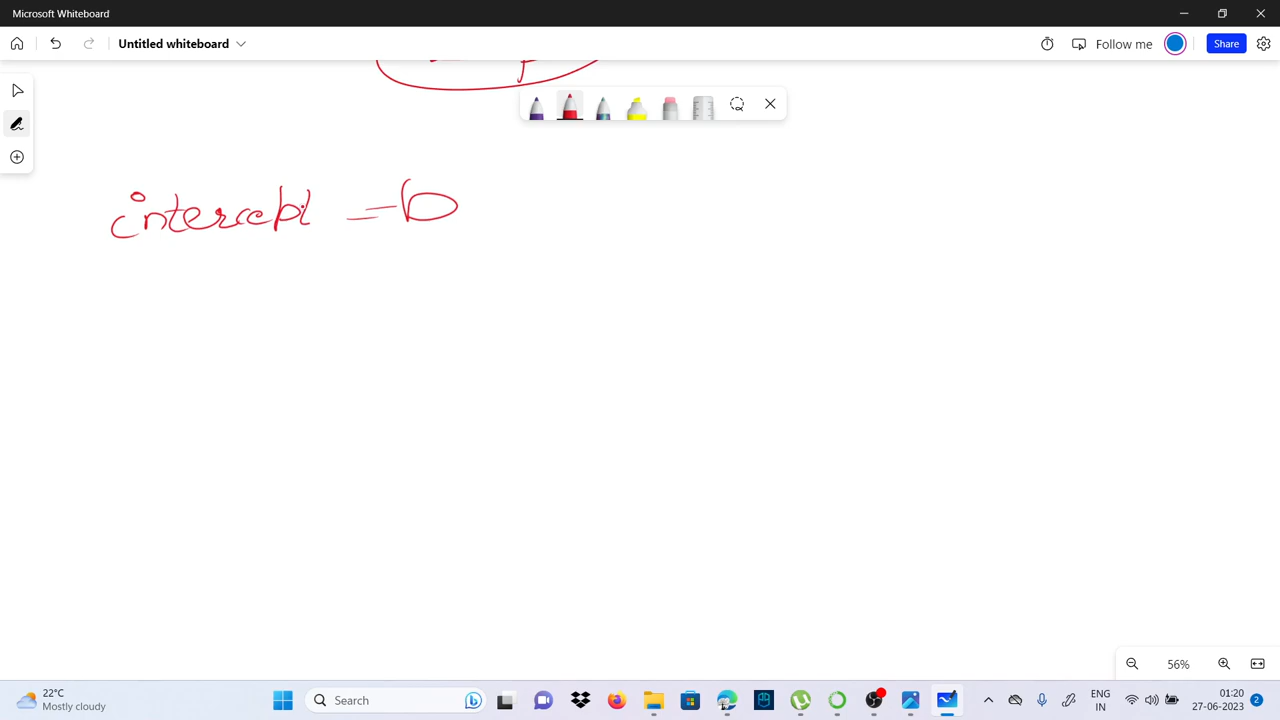 Microsoft Whiteboard
Untitled whiteboard
Follow me
Share
intercept = b
56%
22°C
Mostly cloudy
Search
ENG
IN
01:20
27-06-2023
2